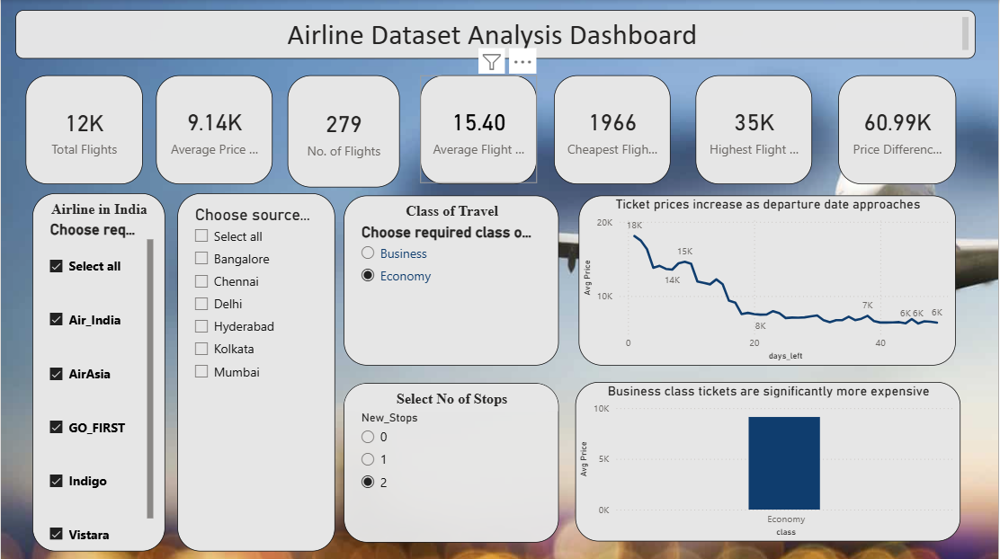 Airline Dataset Analysis Dashboard
12K
Total Flights
9.14K
Average Price ...
279
No. of Flights
15.40
Average Flight ...
1966
Cheapest Fligh...
35K
Highest Flight ...
60.99K
Price Differenc...
Airline in India
Choose req...
Select all
Air_India
AirAsia
GO_FIRST
Indigo
Vistara
Choose source...
Select all
Bangalore
Chennai
Delhi
Hyderabad
Kolkata
Mumbai
Class of Travel
Choose required class o...
Business
Economy
Select No of Stops
New_Stops
0
1
2
Ticket prices increase as departure date approaches
Avg Price
20K
10K
18K
14K
15K
8K
7K
6K 6K 6K
0 20 40
days_left
Business class tickets are significantly more expensive
Avg Price
10K
5K
0K
Economy
class